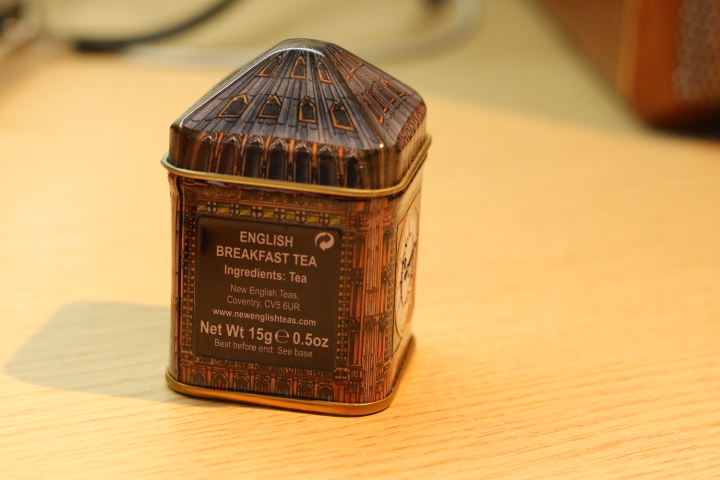 ENGLISH
BREAKFAST TEA
Ingredients: Tea
New English Teas,
Coventry, CV5 6UR.
www.newenglishteas.com
Net Wt 15g℮0.5oz
Best before end: See base